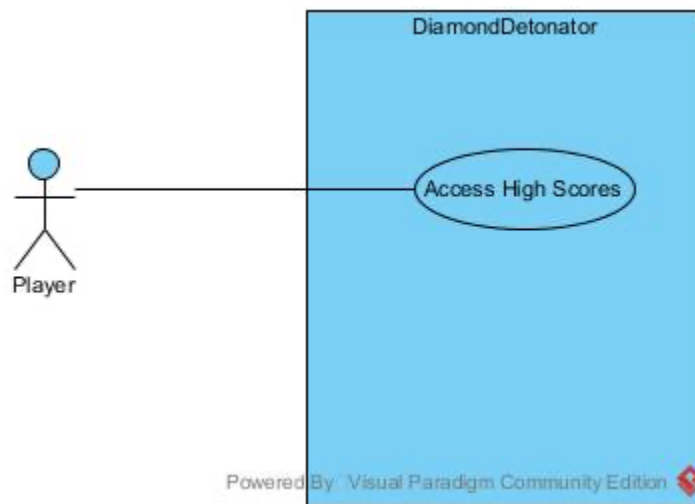 DiamondDetonator
Access High Scores
Player
Powered By Visual Paradigm Community Edition